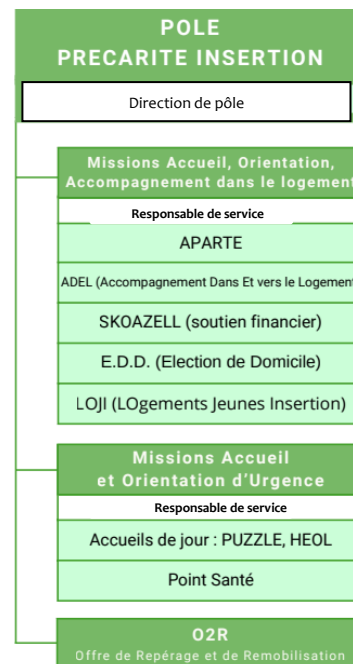 POLE
PRECARITE INSERTION
Direction de pôle
Missions Accueil, Orientation,
Accompagnement dans le logement
Responsable de service
APARTE
ADEL (Accompagnement Dans Et vers le Logement
SKOAZELL (soutien financier)
E.D.D. (Election de Domicile)
LOJI (LOgements Jeunes Insertion)
Missions Accueil
et Orientation d'Urgence
Responsable de service
Accueils de jour : PUZZLE, HEOL
Point Santé
O2R
Offre de Repérage et de Remobilisation